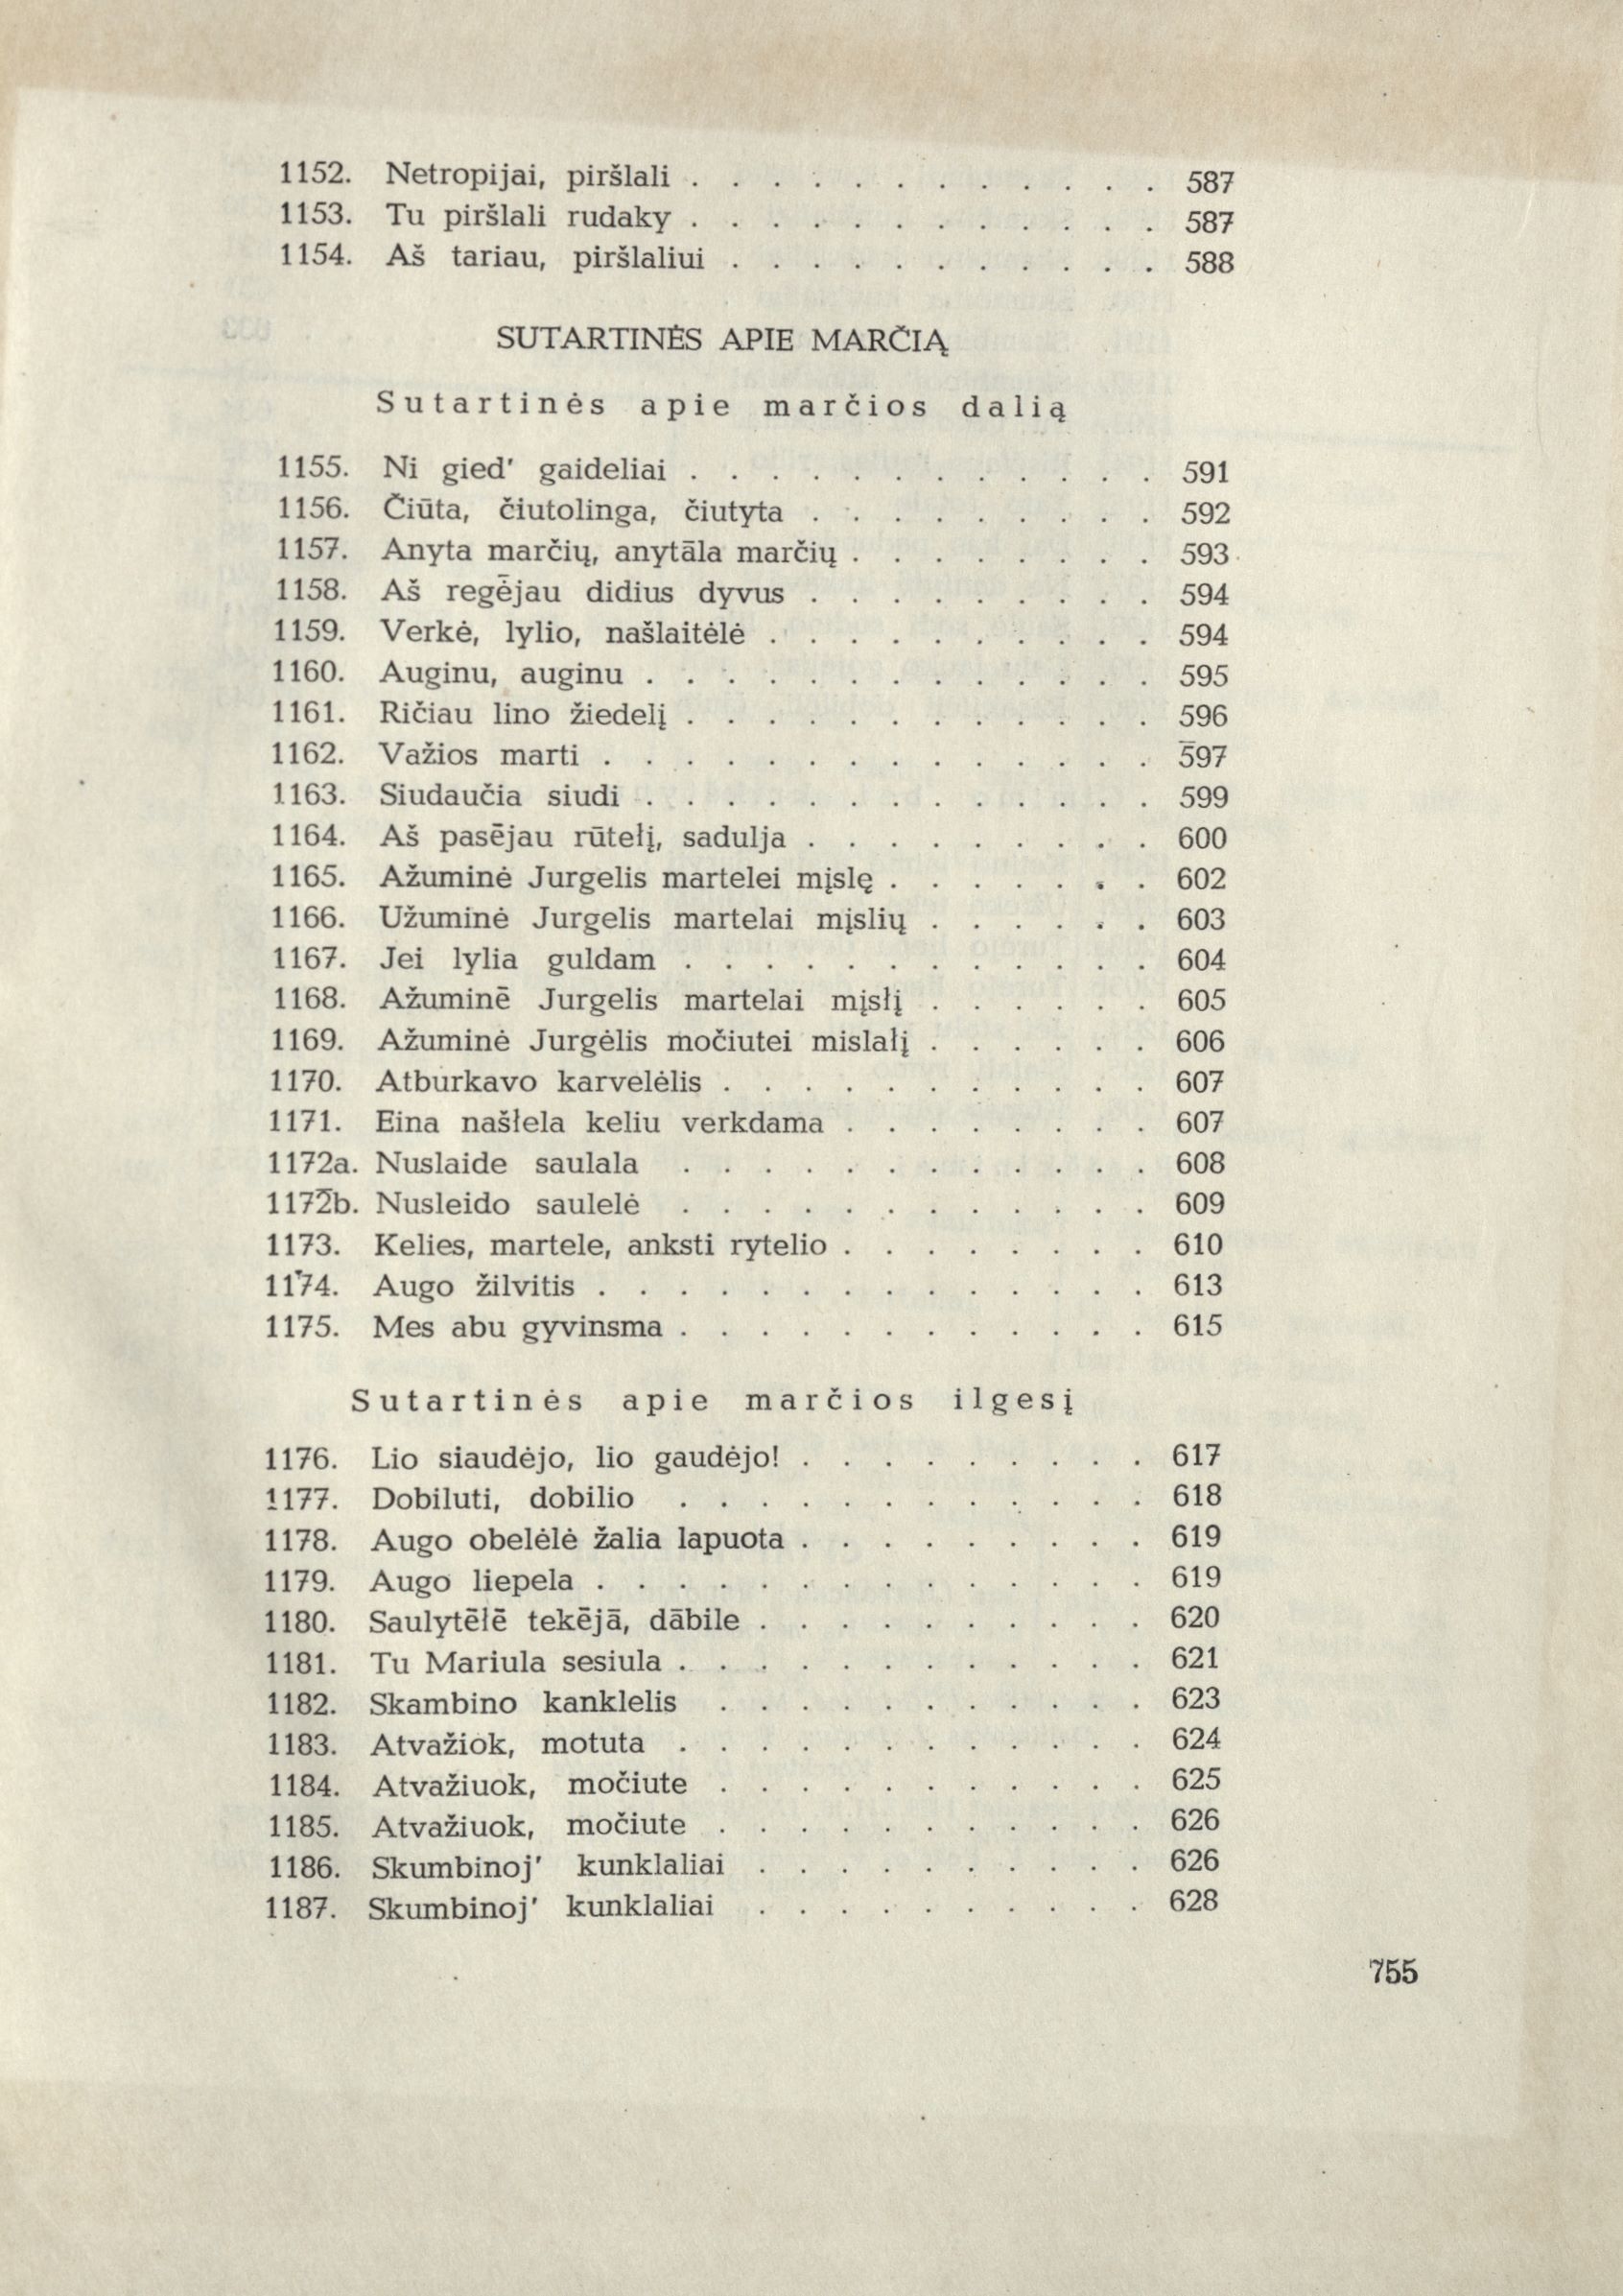 1152. Netropijai, piršlali . . . . . . . . . . . . 587
1153. Tu piršlali rudaky . . . . . . . . . . . . 587
1154. Aš tariau, piršlaliui . . . . . . . . . . . 588
SUTARTINĖS APIE MARČIĄ
Sutartinės apie marčios dalią
1155. Ni gied' gaideliai . . . . . . . . . . . . 591
1156. Čiūta, čiutolinga, čiutyta . . . . . . . . . 592
1157. Anyta marčių, anytāla marčių . . . . . . . . 593
1158. Aš regējau didius dyvus . . . . . . . . . 594
1159. Verkė, lylio, našlaitėlė . . . . . . . . . . 594
1160. Auginu, auginu . . . . . . . . . . . . . 595
1161. Ričiau lino žiedelį . . . . . . . . . . . . 596
1162. Važios marti . . . . . . . . . . . . . . 597
1163. Siudaučia siudi . . . . . . . . . . . . . 599
1164. Aš pasējau rūtełį, sadulja . . . . . . . . . 600
1165. Ažuminė Jurgelis martelei mįslę . . . . . . . 602
1166. Užuminė Jurgelis martelai mįslių . . . . . . 603
1167. Jei lylia guldam . . . . . . . . . . . . 604
1168. Ažuminē Jurgelis martelai mįsłį . . . . . . 605
1169. Ažuminė Jurgėlis močiutei mislałį . . . . . . 606
1170. Atburkavo karvelėlis . . . . . . . . . . . 607
1171. Eina našłela keliu verkdama . . . . . . . . 607
1172a. Nuslaide saulala . . . . . . . . . . . . 608
1172b. Nusleido saulelė . . . . . . . . . . . . 609
1173. Kelies, martele, anksti rytelio . . . . . . . . 610
1174. Augo žilvitis . . . . . . . . . . . . . . 613
1175. Mes abu gyvinsma . . . . . . . . . . . . 615
Sutartinės apie marčios ilgesį
1176. Lio siaudėjo, lio gaudėjo! . . . . . . . . . 617
1177. Dobiluti, dobilio . . . . . . . . . . . . 618
1178. Augo obelėlė žalia lapuota . . . . . . . . . 619
1179. Augo liepela . . . . . . . . . . . . . . 619
1180. Saulytēłē tekējā, dābile . . . . . . . . . . 620
1181. Tu Mariula sesiula . . . . . . . . . . . . 621
1182. Skambino kanklelis . . . . . . . . . . . 623
1183. Atvažiok, motuta . . . . . . . . . . . . 624
1184. Atvažiuok, močiute . . . . . . . . . . . 625
1185. Atvažiuok, močiute . . . . . . . . . . . 626
1186. Skumbinoj' kunklaliai . . . . . . . . . . 626
1187. Skumbinoj' kunklaliai . . . . . . . . . . 628
755